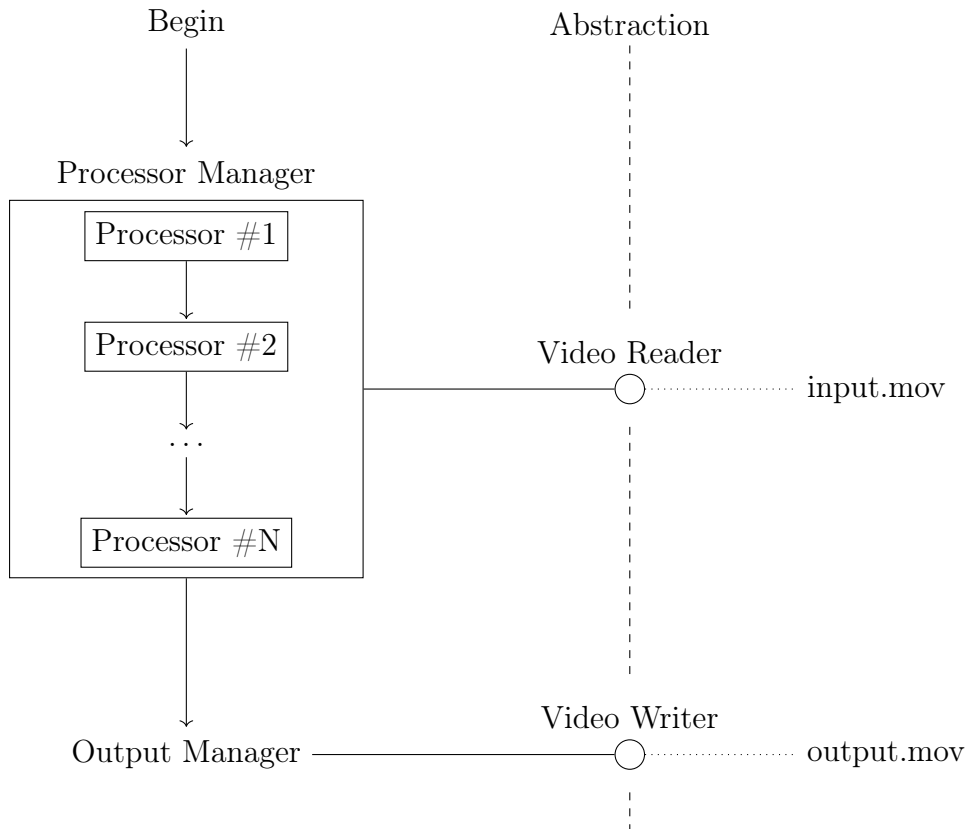 Begin
Abstraction
Processor Manager
Processor #1
Processor #2
Video Reader
input.mov
...
Processor #N
Video Writer
Output Manager
output.mov